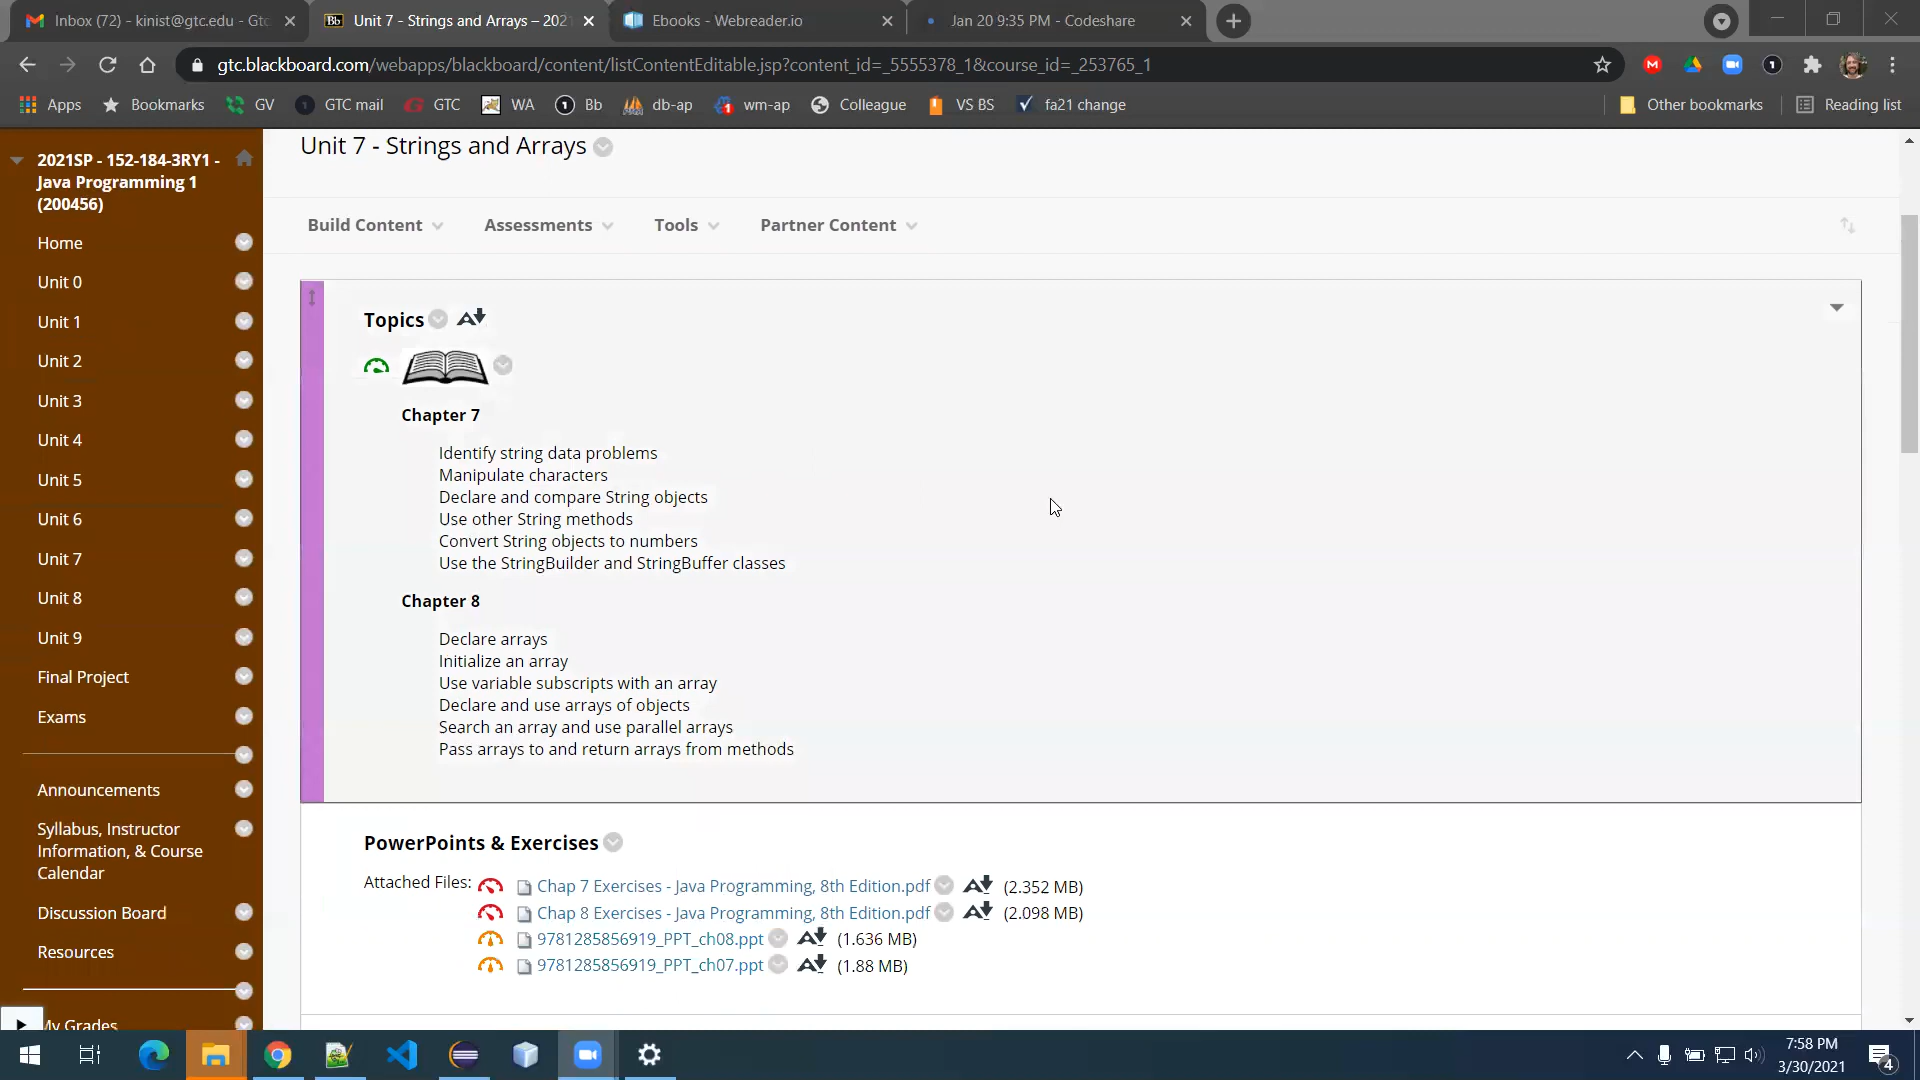 Inbox (72) - kinist@gtc.edu - Gtc
Unit 7 - Strings and Arrays – 2021
Ebooks - Webreader.io
Jan 20 9:35 PM - Codeshare
gtc.blackboard.com/webapps/blackboard/content/listContentEditable.jsp?content_id=_5555378_1&course_id=_253765_1
Apps
Bookmarks
GV
GTC mail
GTC
WA
Bb
db-ap
wm-ap
Colleague
VS BS
fa21 change
Other bookmarks
Reading list
2021SP - 152-184-3RY1 -
Java Programming 1
(200456)
Home
Unit 0
Unit 1
Unit 2
Unit 3
Unit 4
Unit 5
Unit 6
Unit 7
Unit 8
Unit 9
Final Project
Exams
Announcements
Syllabus, Instructor
Information, & Course
Calendar
Discussion Board
Resources
My Grades
Unit 7 - Strings and Arrays
Build Content
Assessments
Tools
Partner Content
Topics
Chapter 7
Identify string data problems
Manipulate characters
Declare and compare String objects
Use other String methods
Convert String objects to numbers
Use the StringBuilder and StringBuffer classes
Chapter 8
Declare arrays
Initialize an array
Use variable subscripts with an array
Declare and use arrays of objects
Search an array and use parallel arrays
Pass arrays to and return arrays from methods
PowerPoints & Exercises
Attached Files:
Chap 7 Exercises - Java Programming, 8th Edition.pdf (2.352 MB)
Chap 8 Exercises - Java Programming, 8th Edition.pdf (2.098 MB)
9781285856919_PPT_ch08.ppt (1.636 MB)
9781285856919_PPT_ch07.ppt (1.88 MB)
7:58 PM
3/30/2021
4